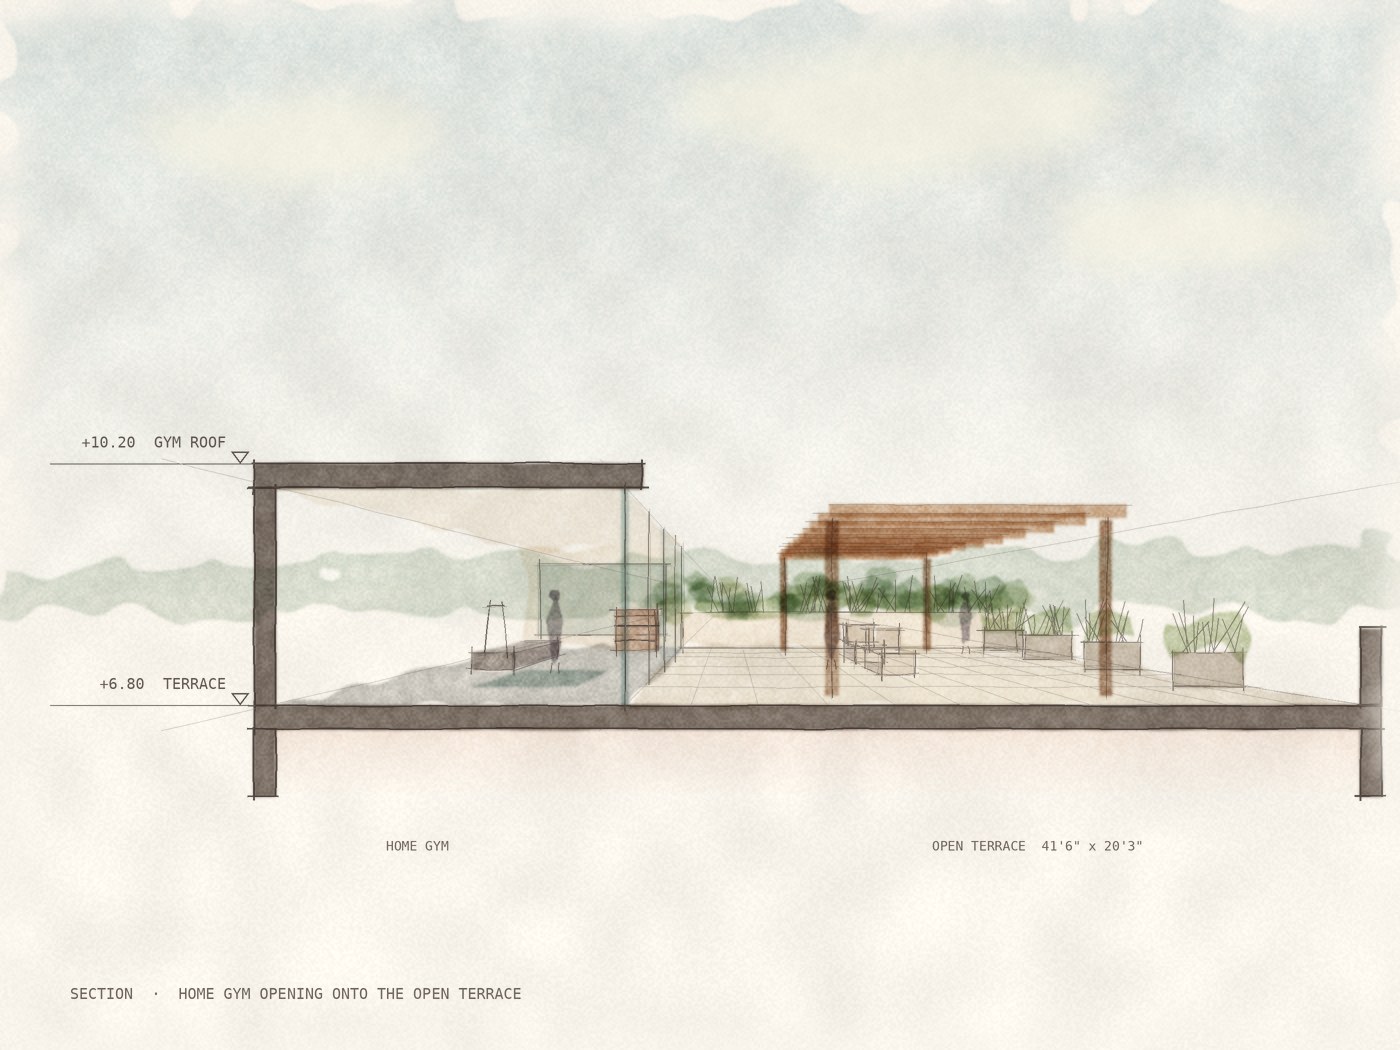 +10.20  GYM ROOF
+6.80  TERRACE
HOME GYM
OPEN TERRACE  41'6" x 20'3"
SECTION  ·  HOME GYM OPENING ONTO THE OPEN TERRACE